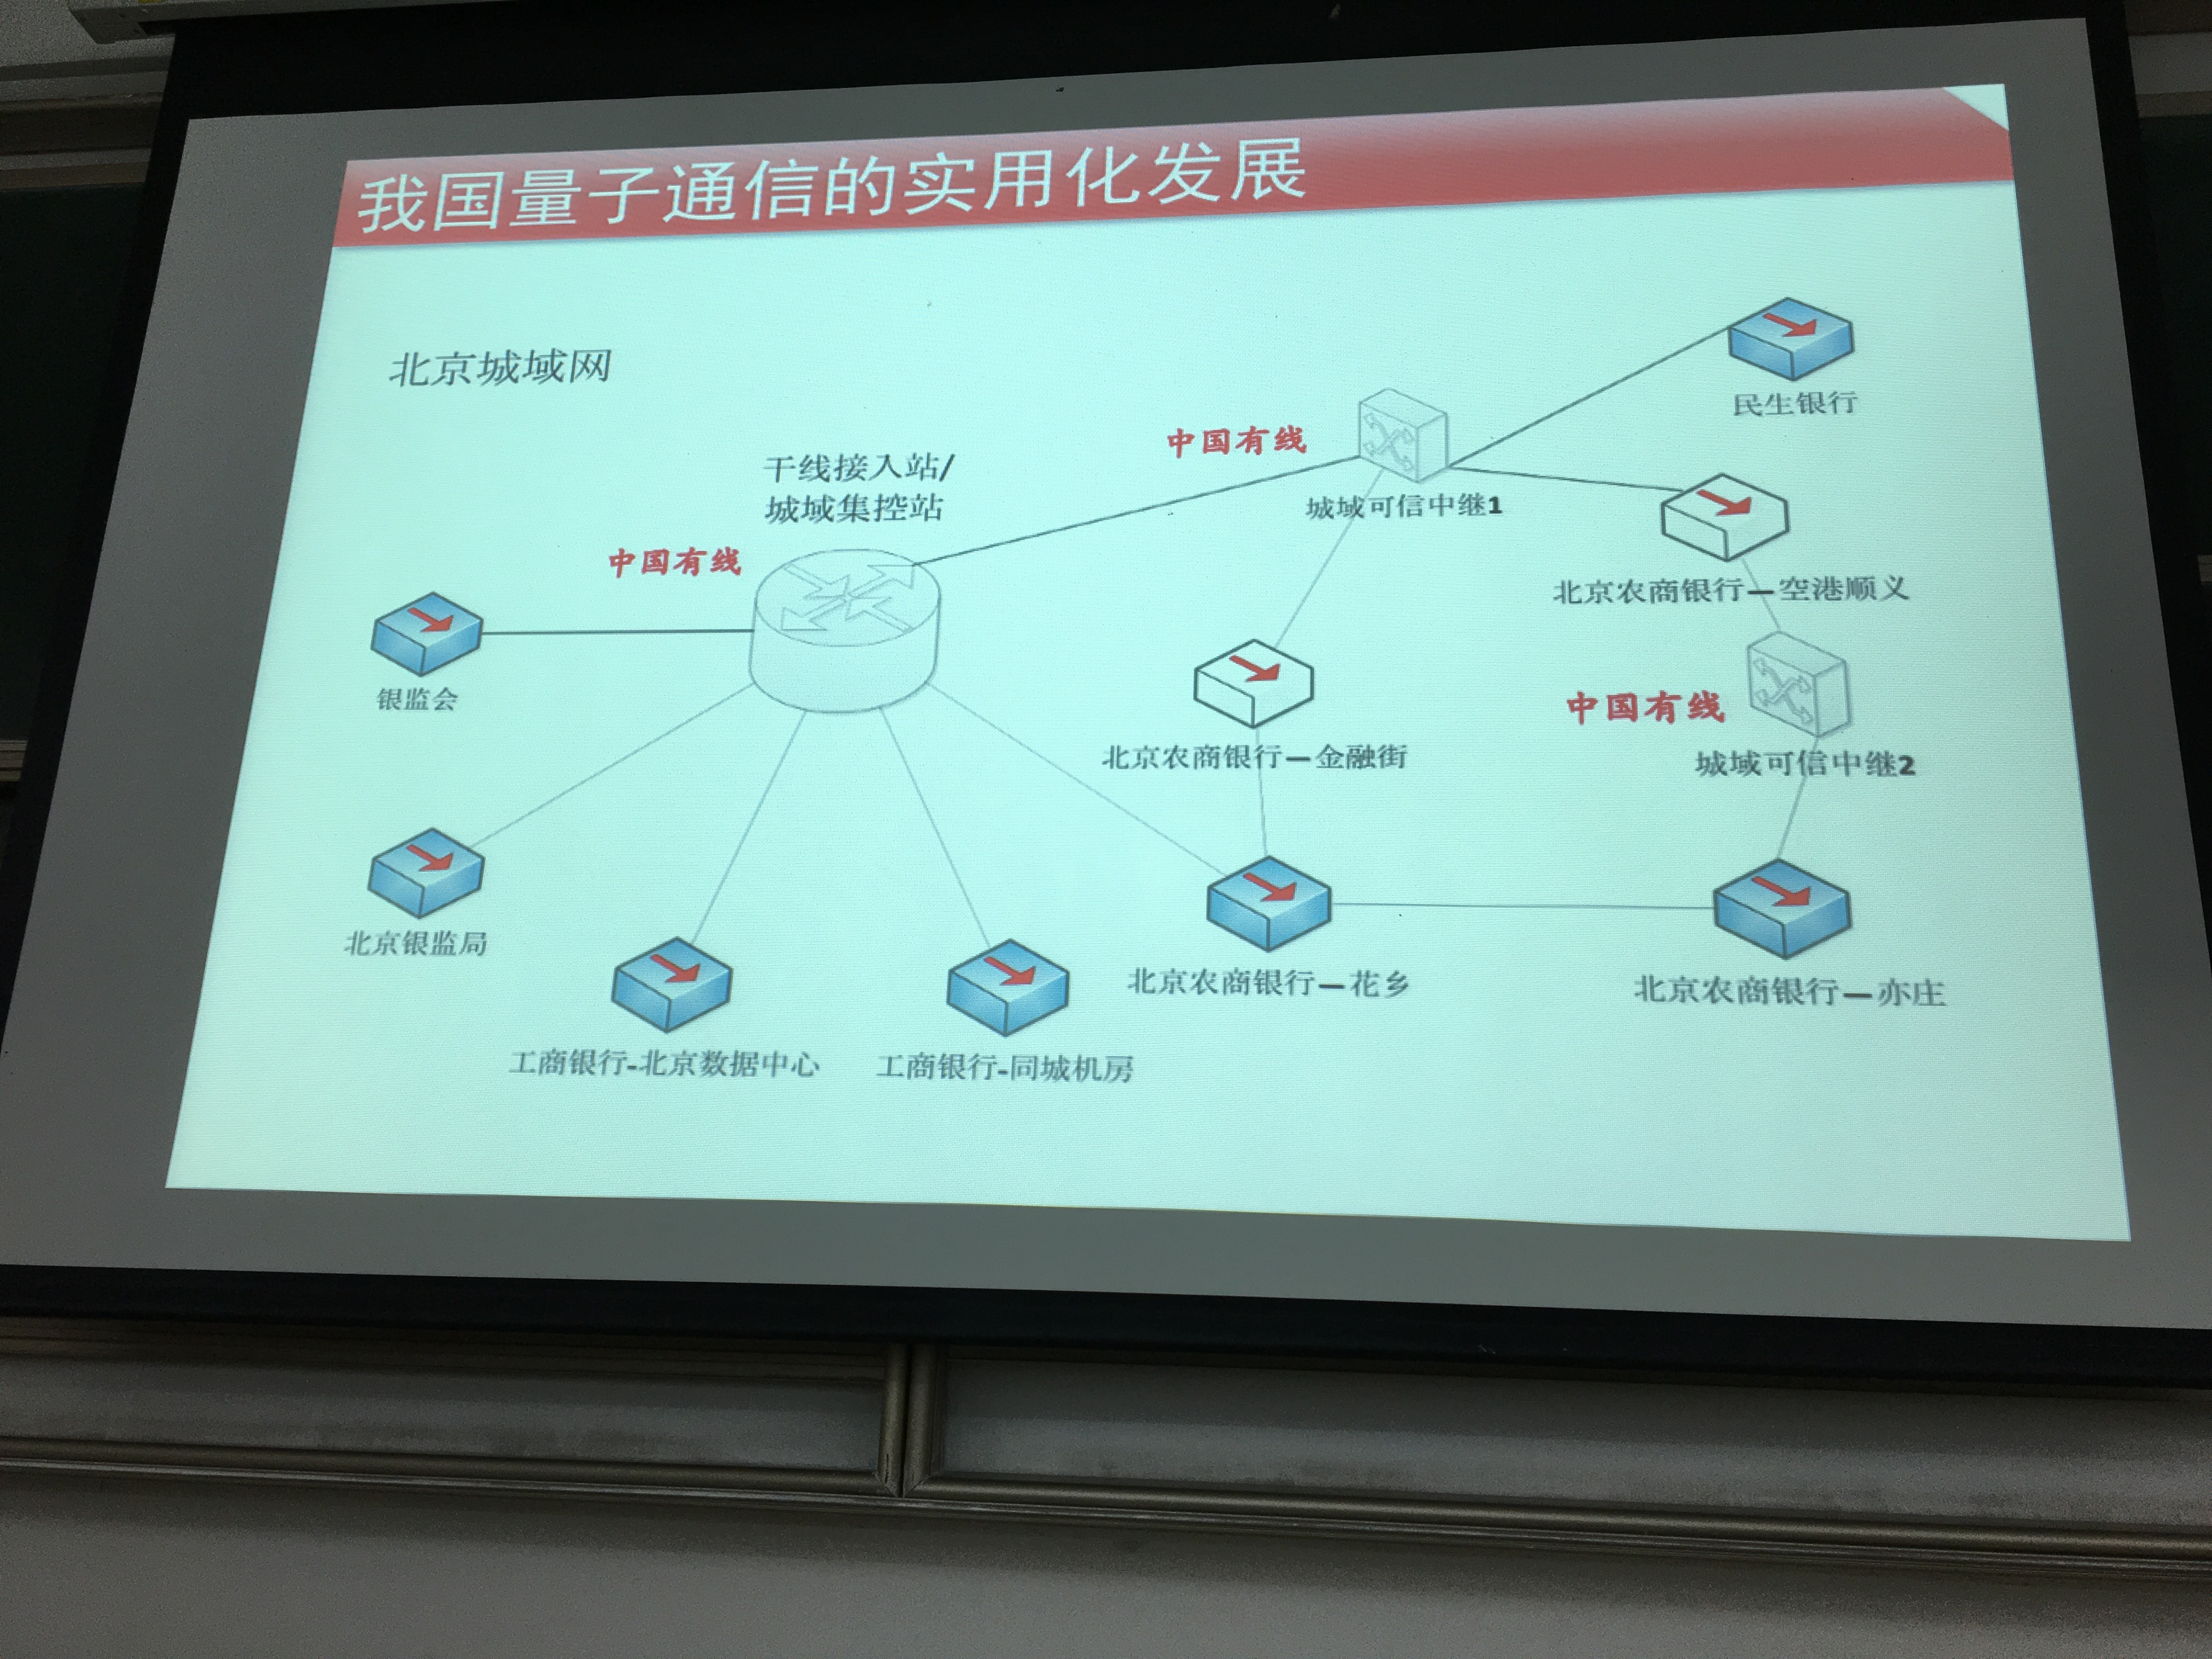 我国量子通信的实用化发展
北京城域网
民生银行
中国有线
城域可信中继1
干线接入站/
城域集控站
中国有线
北京农商银行—空港顺义
银监会
中国有线
北京农商银行—金融街
城域可信中继2
北京银监局
北京农商银行—花乡
北京农商银行—亦庄
工商银行-北京数据中心
工商银行-同城机房